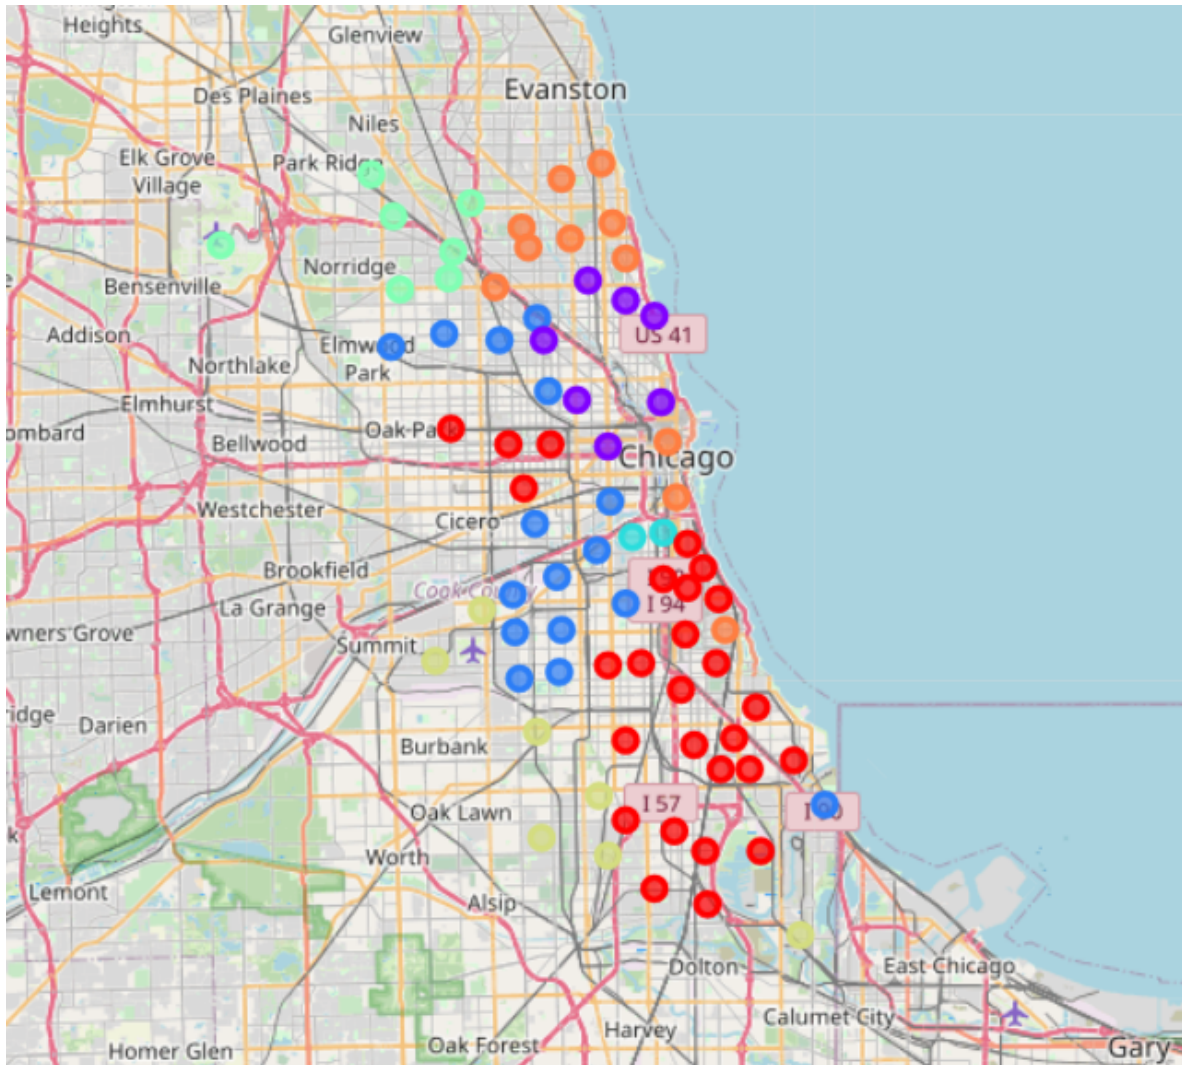 Heights
Glenview
Evanston
Des Plaines
Niles
Elk Grove
Village
Park Ridge
Norridge
Bensenville
US 41
Addison
Elmwood
Park
Northlake
Elmhurst
ombard
Oak Park
Bellwood
Chicago
Westchester
Cicero
Brookfield
Cook County
La Grange
I 94
wners Grove
Summit
ridge
Darien
Burbank
I 57
Oak Lawn
k
Worth
Lemont
Alsip
Dolton
East Chicago
Calumet City
Harvey
Oak Forest
Homer Glen
Gary